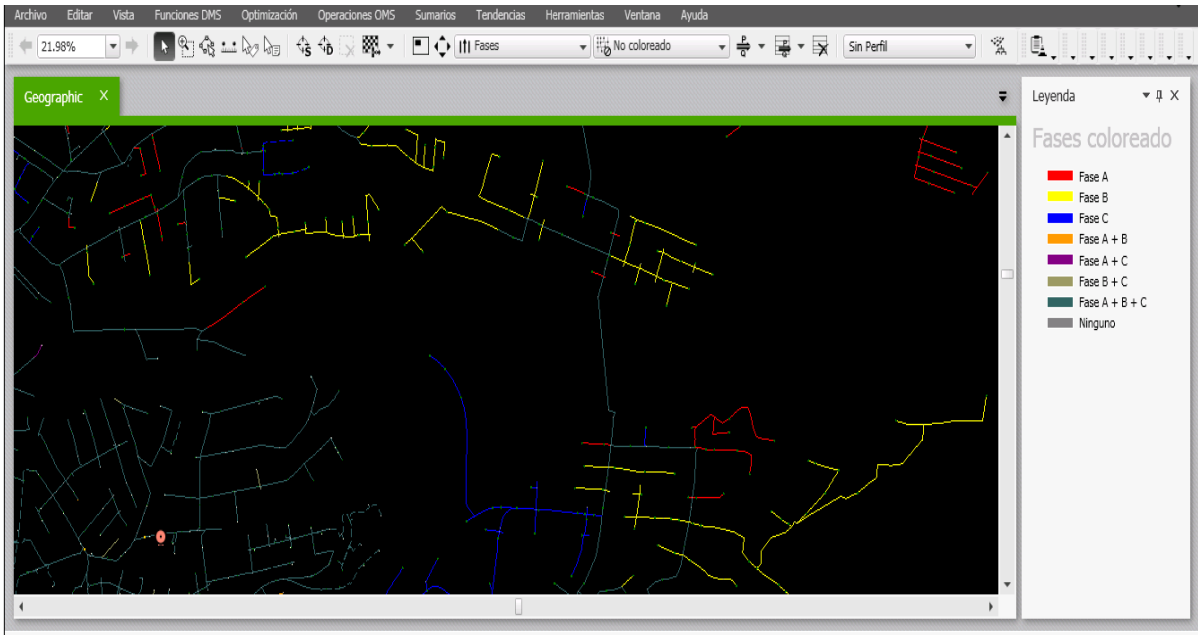 Archivo Editar Vista Funciones DMS Optimización Operaciones OMS Sumarios Tendencias Herramientas Ventana Ayuda
21.98% Fases No coloreado Sin Perfil
Geographic X
Leyenda
Fases coloreado
Fase A
Fase B
Fase C
Fase A + B
Fase A + C
Fase B + C
Fase A + B + C
Ninguno